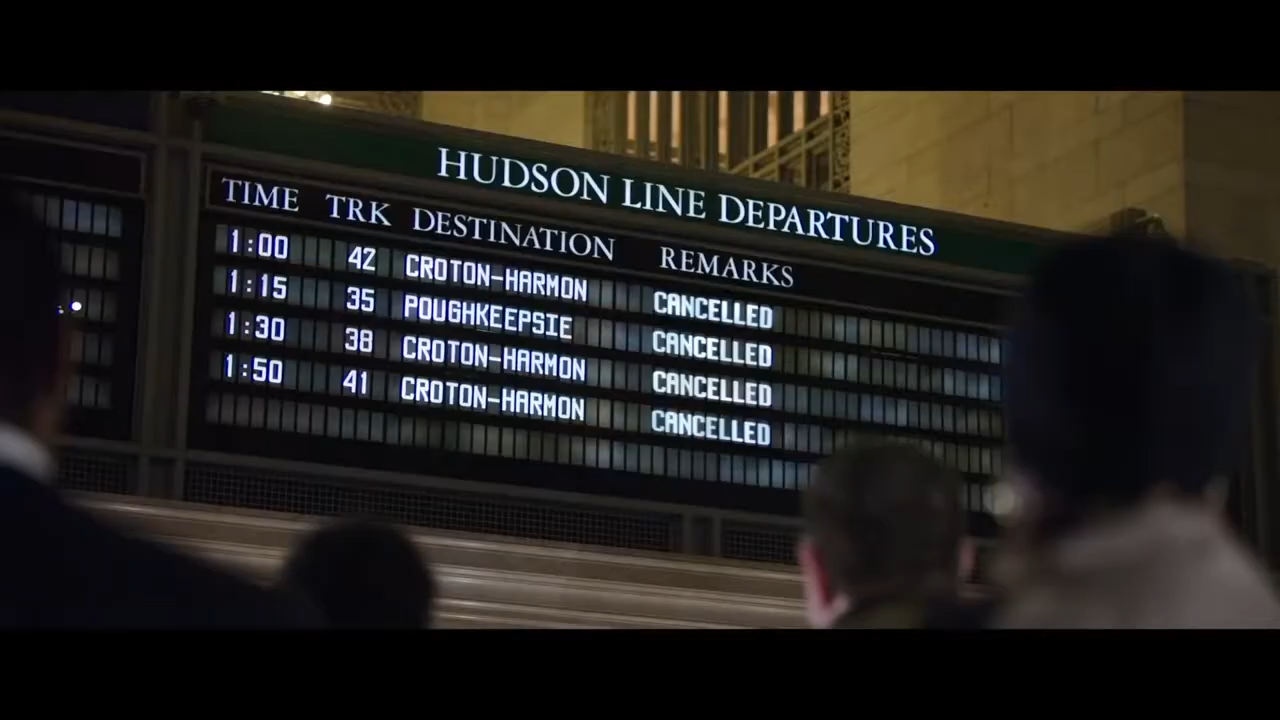 HUDSON LINE DEPARTURES
TIME TRK DESTINATION REMARKS
1:00 42 CROTON-HARMON CANCELLED
1:15 35 POUGHKEEPSIE CANCELLED
1:30 38 CROTON-HARMON CANCELLED
1:50 41 CROTON-HARMON CANCELLED